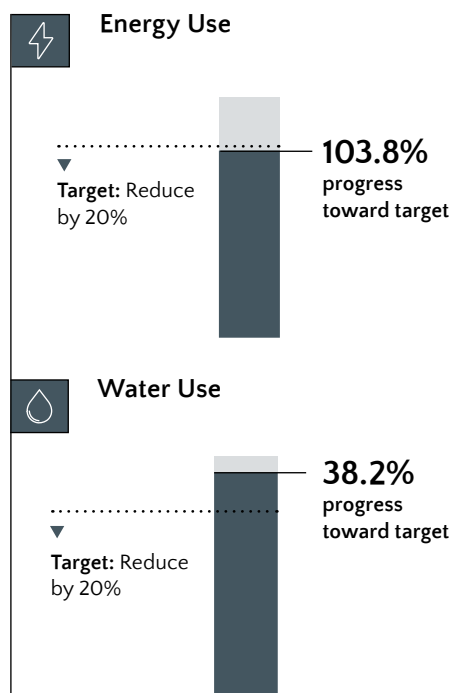 Energy Use
103.8%
progress
toward target
Target: Reduce
by 20%
Water Use
38.2%
progress
toward target
Target: Reduce
by 20%